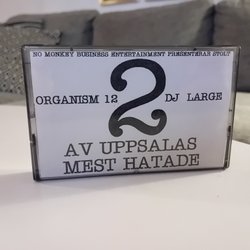 NO MONKEY BUSINESS ENTERTAINMENT PRESENTERAR STOLT
ORGANISM 12 2 DJ LARGE
AV UPPSALAS
MEST HATADE